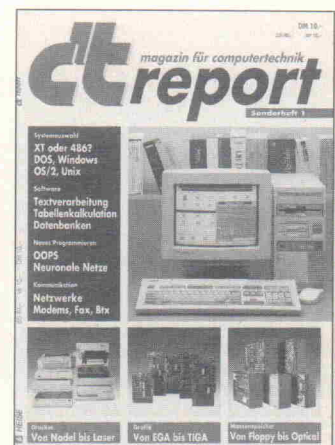 DM 18,-
c't
magazin für computertechnik
report
Sonderheft 1
Systemauswahl
XT oder 486?
DOS, Windows
OS/2, Unix
Software
Textverarbeitung
Tabellenkalkulation
Datenbanken
Neues Programmieren
OOPS
Neuronale Netze
Kommunikation
Netzwerke
Modems, Fax, Btx
Drucker
Von Nadel bis Laser
Grafik
Von EGA bis TIGA
Massenspeicher
Von Floppy bis Optical
HEISE